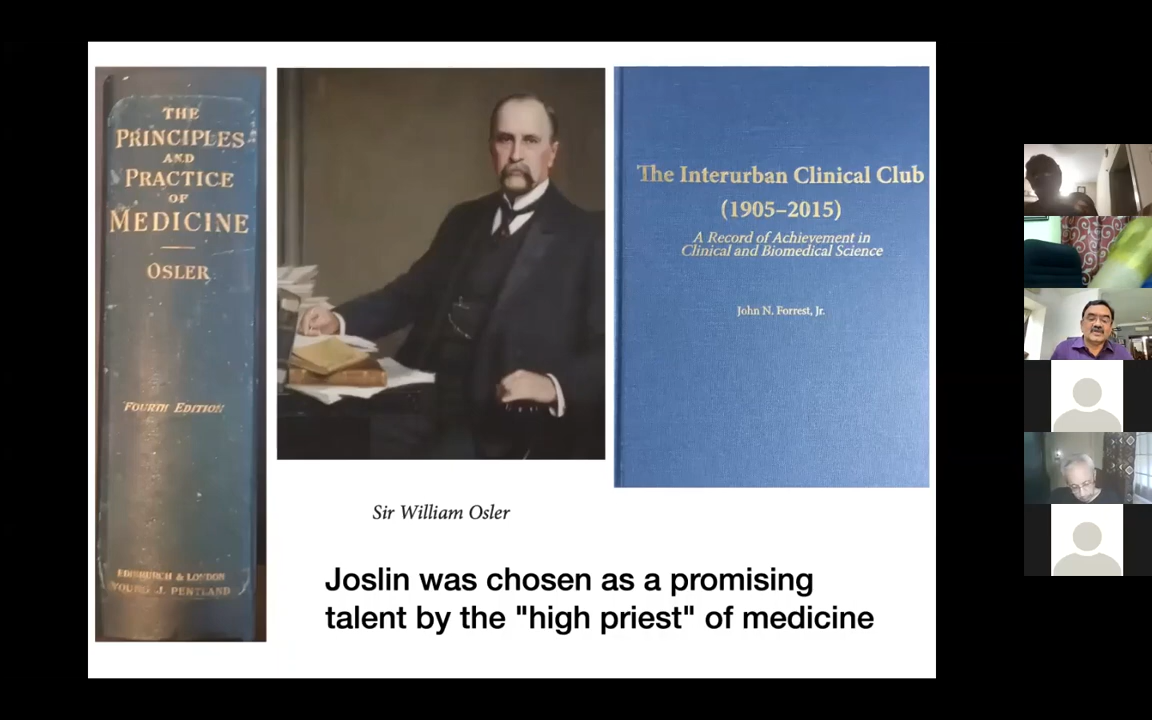 THE
PRINCIPLES
AND
PRACTICE
OF
MEDICINE
OSLER
FOURTH EDITION
EDINBURGH & LONDON
YOUNG J. PENTLAND
The Interurban Clinical Club
(1905–2015)
A Record of Achievement in
Clinical and Biomedical Science
John N. Forrest, Jr.
Sir William Osler
Joslin was chosen as a promising
talent by the "high priest" of medicine